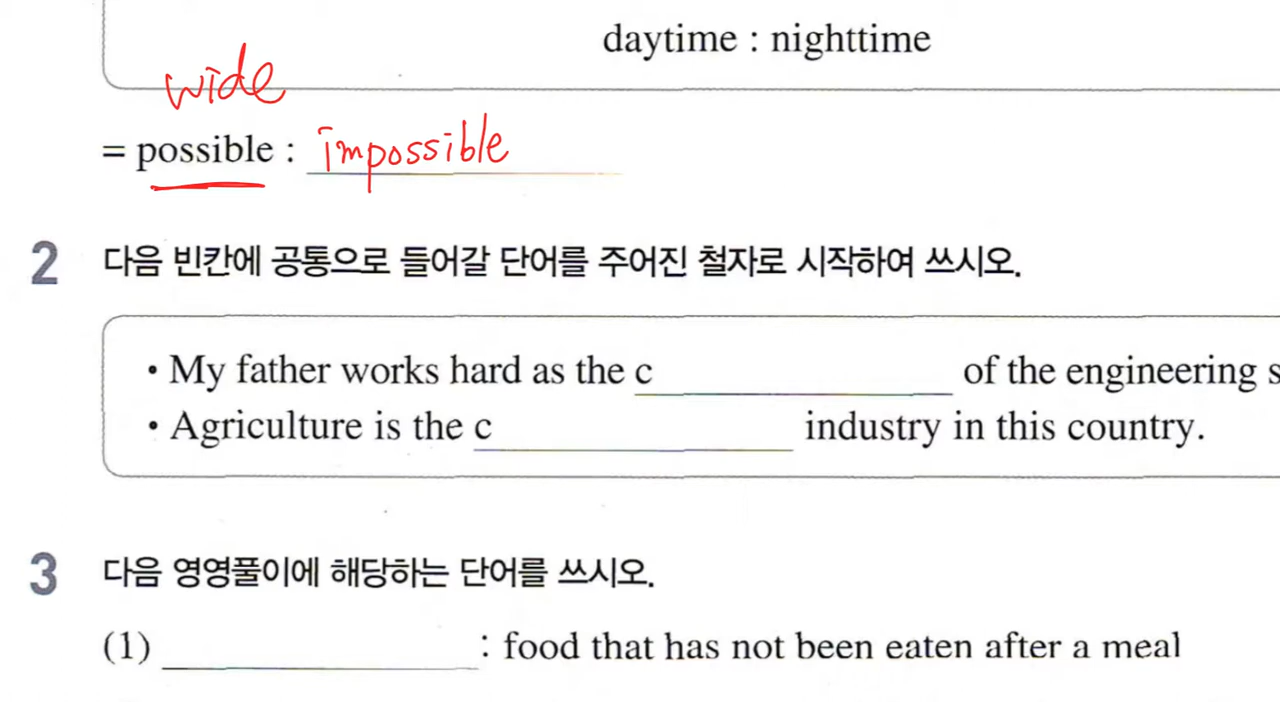 daytime : nighttime
wide
= possible : impossible
2 다음 빈칸에 공통으로 들어갈 단어를 주어진 철자로 시작하여 쓰시오.
• My father works hard as the c__________ of the engineering s
• Agriculture is the c__________ industry in this country.
3 다음 영영풀이에 해당하는 단어를 쓰시오.
(1) __________ : food that has not been eaten after a meal